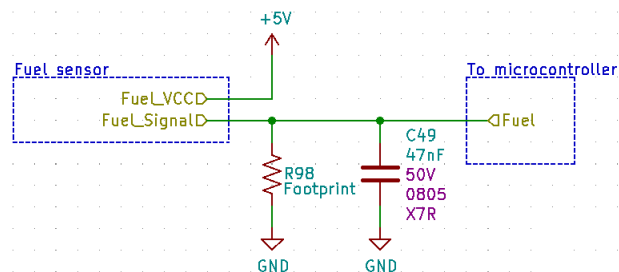 +5V
Fuel sensor
To microcontroller
Fuel_VCC
Fuel_Signal
Fuel
C49
47nF
50V
0805
X7R
R98
Footprint
GND
GND